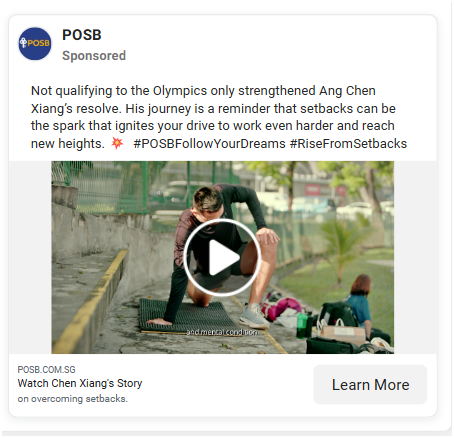 POSB
POSB
Sponsored
Not qualifying to the Olympics only strengthened Ang Chen
Xiang's resolve. His journey is a reminder that setbacks can be
the spark that ignites your drive to work even harder and reach
new heights. 💥 #POSBFollowYourDreams #RiseFromSetbacks
and mental condition
POSB.COM.SG
Watch Chen Xiang's Story
on overcoming setbacks.
Learn More